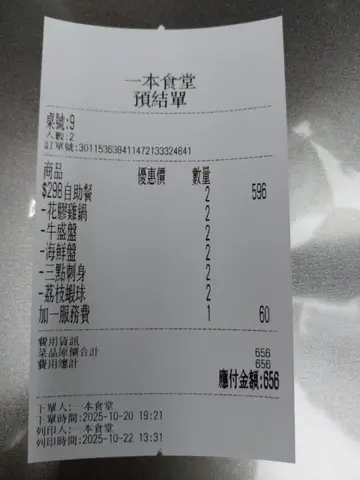 一本食堂
預結單
桌號:9
人數:2
訂單號:301153638411472133324841
商品 優惠價 數量
$298自助餐 2 596
-花膠雞鍋 2
-牛盛盤 2
-海鮮盤 2
-三點刺身 2
-荔枝蝦球 2
加一服務費 1 60
費用資訊
菜品原價合計 656
費用總計 656
應付金額:656
下單人:一本食堂
下單時間:2025-10-20 19:21
列印人:一本食堂
列印時間:2025-10-22 13:31